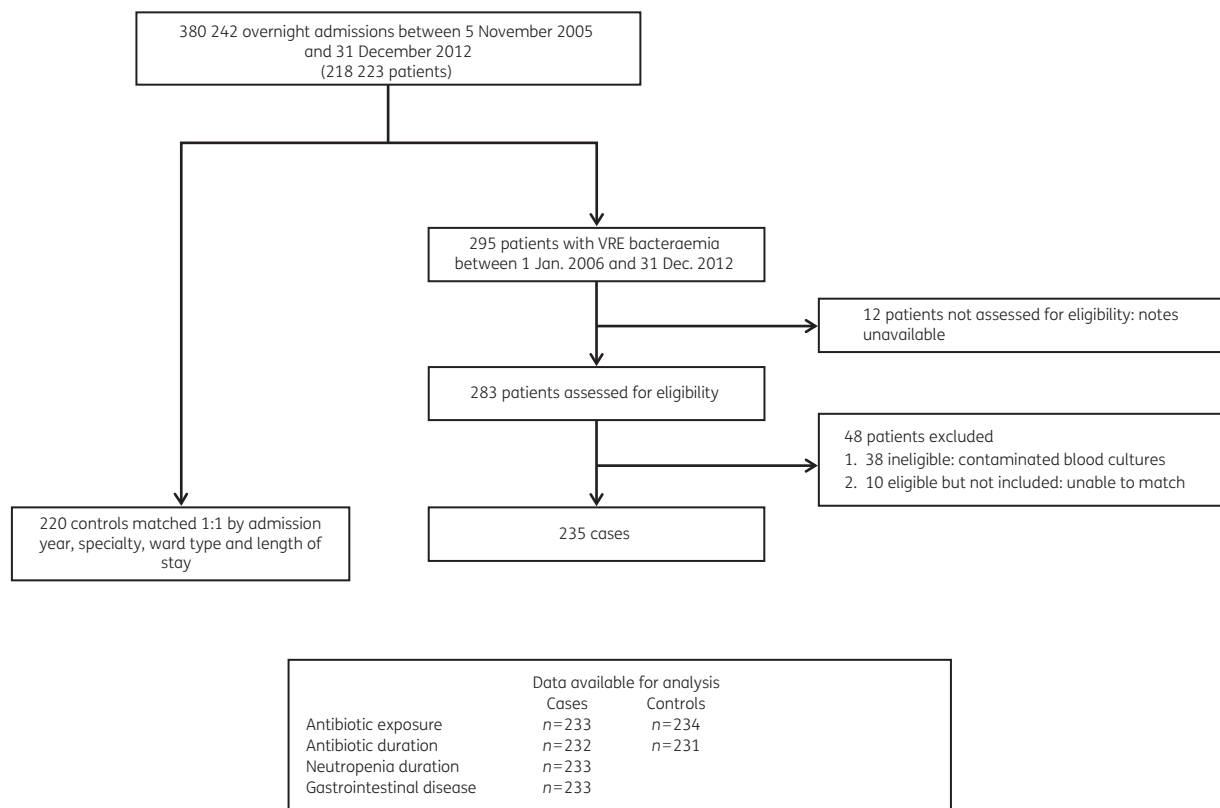 380 242 overnight admissions between 5 November 2005
and 31 December 2012
(218 223 patients)
295 patients with VRE bacteraemia
between 1 Jan. 2006 and 31 Dec. 2012
12 patients not assessed for eligibility: notes
unavailable
283 patients assessed for eligibility
48 patients excluded
1. 38 ineligible: contaminated blood cultures
2. 10 eligible but not included: unable to match
220 controls matched 1:1 by admission
year, specialty, ward type and length of
stay
235 cases
Data available for analysis
Cases Controls
Antibiotic exposure n=233 n=234
Antibiotic duration n=232 n=231
Neutropenia duration n=233
Gastrointestinal disease n=233